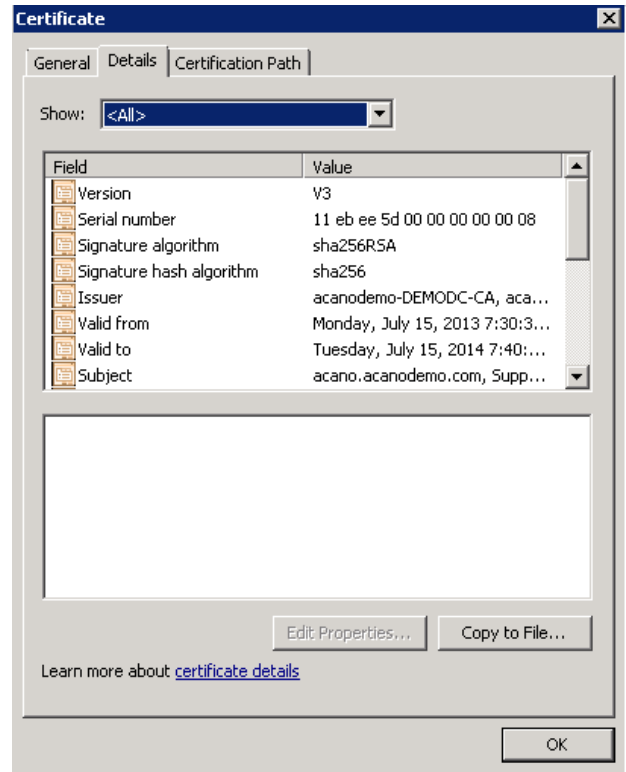 Certificate
General Details Certification Path
Show: <All>
Field Value
Version V3
Serial number 11 eb ee 5d 00 00 00 00 00 08
Signature algorithm sha256RSA
Signature hash algorithm sha256
Issuer acanodemo-DEMODC-CA, aca...
Valid from Monday, July 15, 2013 7:30:3...
Valid to Tuesday, July 15, 2014 7:40:...
Subject acano.acanodemo.com, Supp...
Edit Properties... Copy to File...
Learn more about certificate details
OK